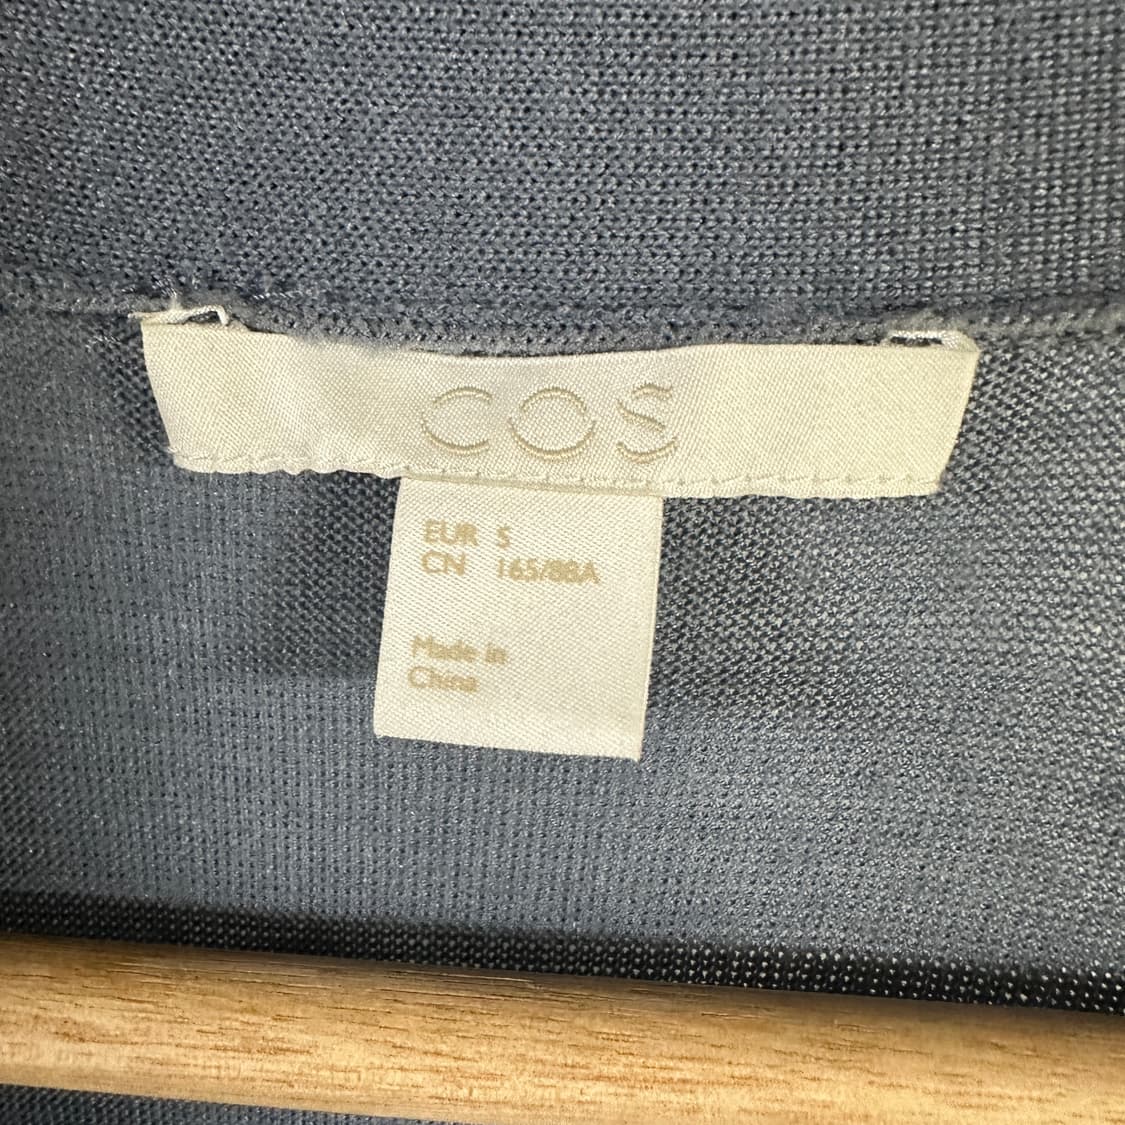 COS
EUR S
CN 165/88A
Made in
China